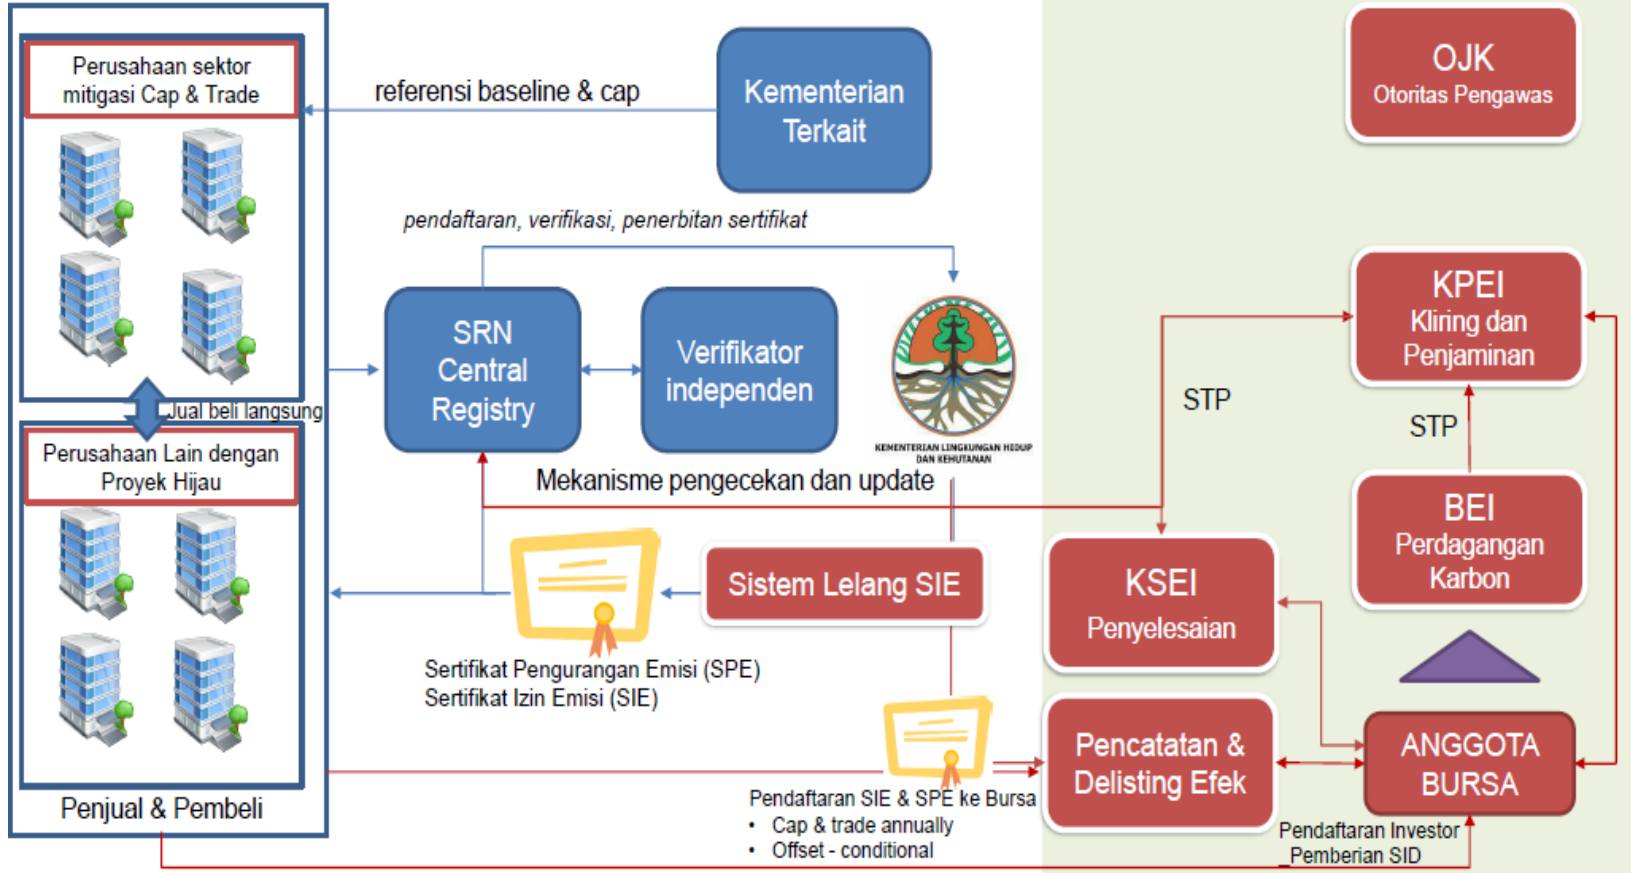 Perusahaan sektor
mitigasi Cap & Trade
referensi baseline & cap
Kementerian
Terkait
OJK
Otoritas Pengawas
pendaftaran, verifikasi, penerbitan sertifikat
SRN
Central
Registry
Verifikator
independen
KEMENTERIAN LINGKUNGAN HIDUP
DAN KEHUTANAN
KPEI
Kliring dan
Penjaminan
STP
STP
Jual beli langsung
Perusahaan Lain dengan
Proyek Hijau
Mekanisme pengecekan dan update
BEI
Perdagangan
Karbon
Sistem Lelang SIE
KSEI
Penyelesaian
Sertifikat Pengurangan Emisi (SPE)
Sertifikat Izin Emisi (SIE)
Pencatatan &
Delisting Efek
ANGGOTA
BURSA
Penjual & Pembeli
Pendaftaran SIE & SPE ke Bursa
• Cap & trade annually
• Offset - conditional
Pendaftaran Investor
_Pemberian SID